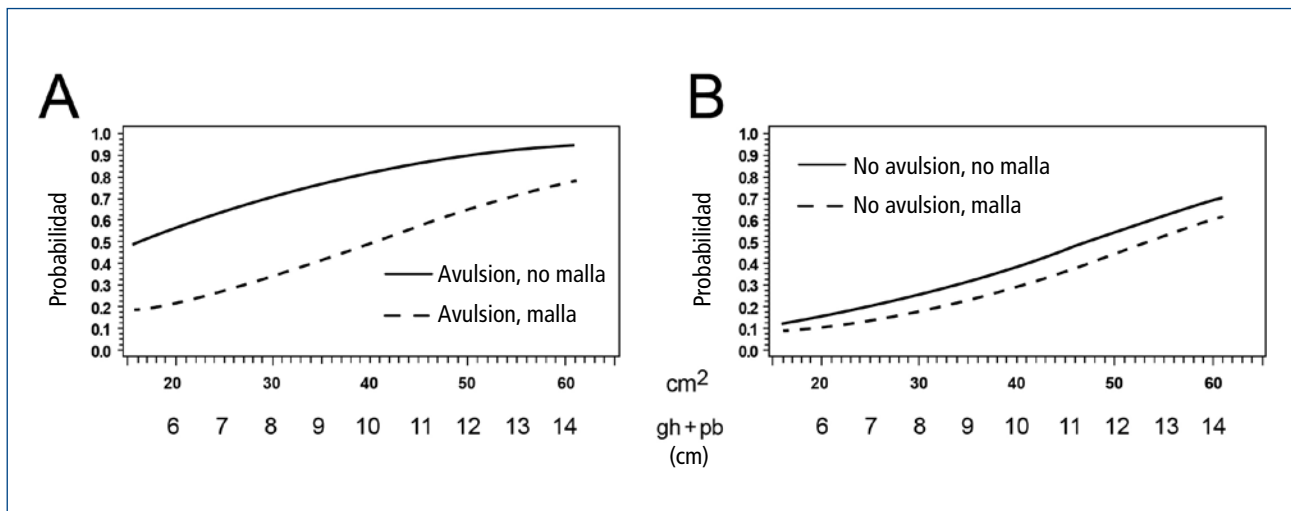 A
Probabilidad
1.0
0.9
0.8
0.7
0.6
0.5
0.4
0.3
0.2
0.1
0.0
Avulsion, no malla
Avulsion, malla
20 30 40 50 60
6 7 8 9 10 11 12 13 14
cm²
gh + pb
(cm)
B
Probabilidad
1.0
0.9
0.8
0.7
0.6
0.5
0.4
0.3
0.2
0.1
0.0
No avulsion, no malla
No avulsion, malla
20 30 40 50 60
6 7 8 9 10 11 12 13 14